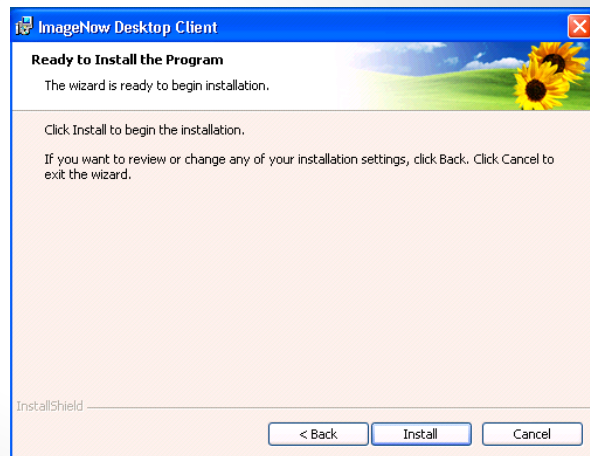 ImageNow Desktop Client
Ready to Install the Program
The wizard is ready to begin installation.
Click Install to begin the installation.
If you want to review or change any of your installation settings, click Back. Click Cancel to
exit the wizard.
InstallShield
< Back Install Cancel